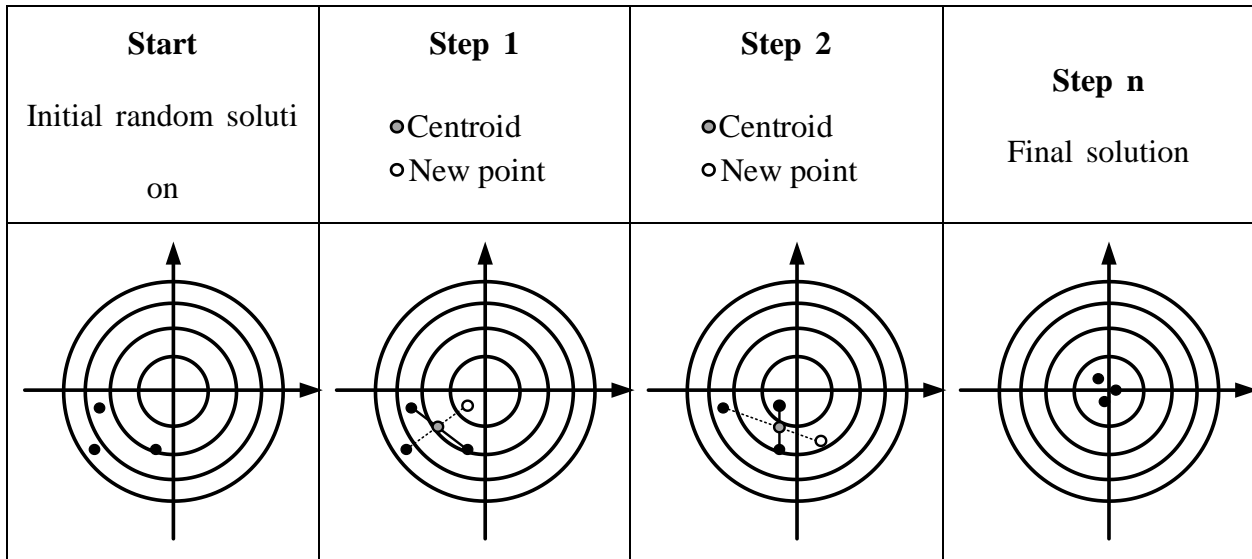 Start
Initial random soluti
on
Step 1
Centroid
New point
Step 2
Centroid
New point
Step n
Final solution